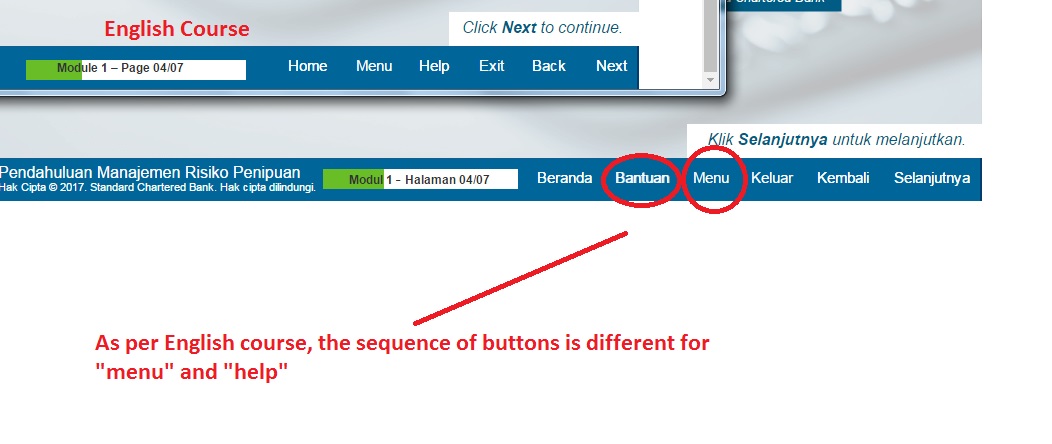 Chartered Bank
English Course
Click Next to continue.
Module 1 – Page 04/07
Home Menu Help Exit Back Next
Klik Selanjutnya untuk melanjutkan.
Pendahuluan Manajemen Risiko Penipuan
Hak Cipta © 2017. Standard Chartered Bank. Hak cipta dilindungi.
Modul 1 – Halaman 04/07
Beranda Bantuan Menu Keluar Kembali Selanjutnya
As per English course, the sequence of buttons is different for
"menu" and "help"